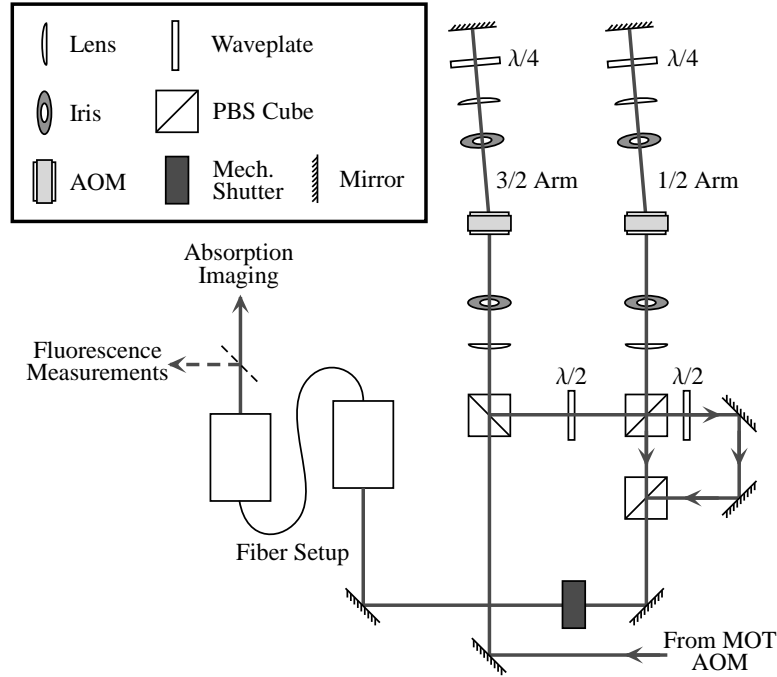 Lens
Waveplate
Iris
PBS Cube
AOM
Mech.
Shutter
Mirror
λ/4
λ/4
3/2 Arm
1/2 Arm
Absorption
Imaging
Fluorescence
Measurements
λ/2
λ/2
Fiber Setup
From MOT
AOM